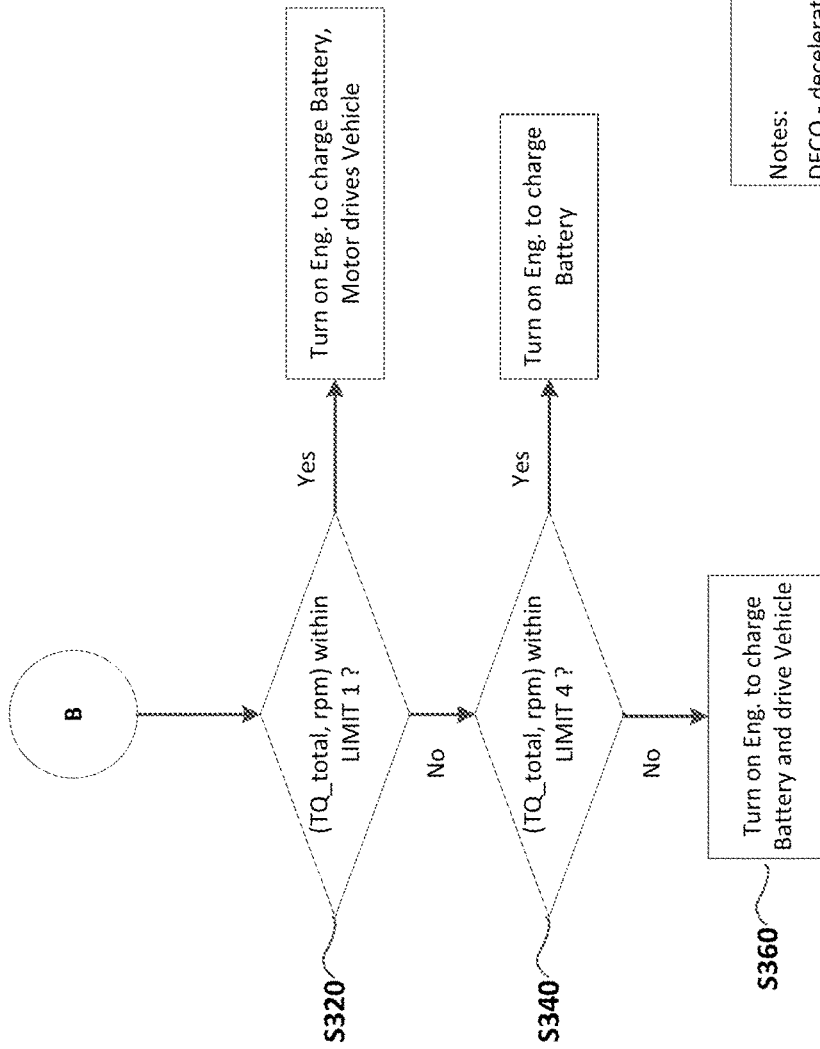 B
S320
(TQ_total, rpm) within
LIMIT 1 ?
Yes
Turn on Eng. to charge Battery,
Motor drives Vehicle
No
S340
(TQ_total, rpm) within
LIMIT 4 ?
Yes
Turn on Eng. to charge
Battery
No
S360
Turn on Eng. to charge
Battery and drive Vehicle
Notes: